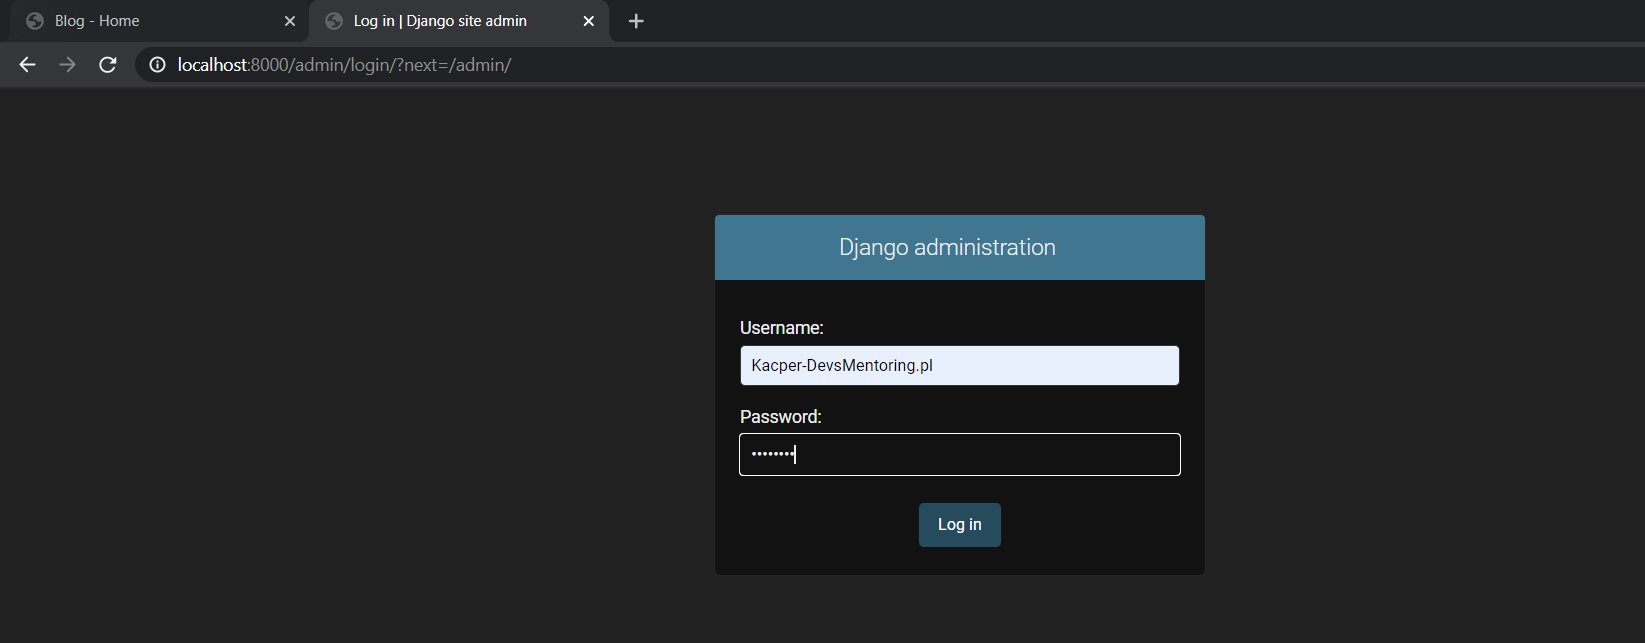 Blog - Home
Log in | Django site admin
localhost:8000/admin/login/?next=/admin/
Django administration
Username:
Kacper-DevsMentoring.pl
Password:
••••••••
Log in